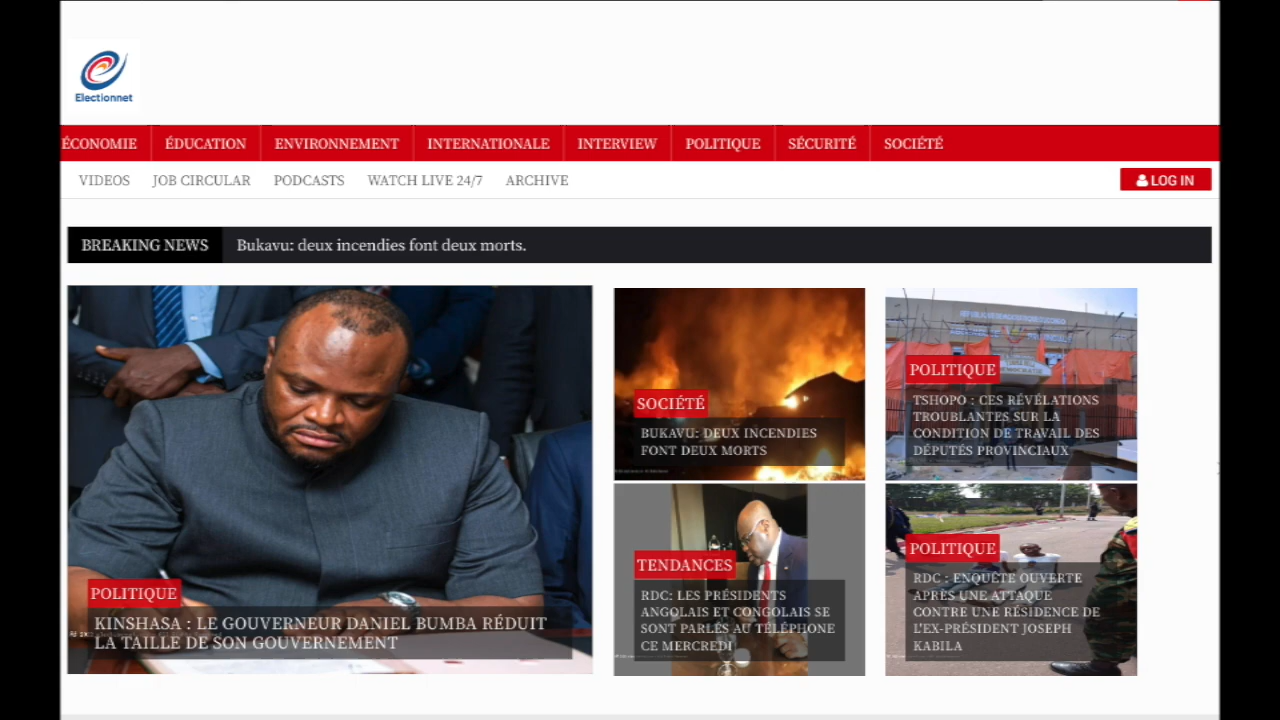 Electionnet
ÉCONOMIE
ÉDUCATION
ENVIRONNEMENT
INTERNATIONALE
INTERVIEW
POLITIQUE
SÉCURITÉ
SOCIÉTÉ
VIDEOS
JOB CIRCULAR
PODCASTS
WATCH LIVE 24/7
ARCHIVE
LOG IN
BREAKING NEWS
Bukavu: deux incendies font deux morts.
POLITIQUE
KINSHASA : LE GOUVERNEUR DANIEL BUMBA RÉDUIT
LA TAILLE DE SON GOUVERNEMENT
SOCIÉTÉ
BUKAVU: DEUX INCENDIES
FONT DEUX MORTS
POLITIQUE
TSHOPO : CES RÉVÉLATIONS
TROUBLANTES SUR LA
CONDITION DE TRAVAIL DES
DÉPUTÉS PROVINCIAUX
TENDANCES
RDC: LES PRÉSIDENTS
ANGOLAIS ET CONGOLAIS SE
SONT PARLÉS AU TÉLÉPHONE
CE MERCREDI
POLITIQUE
RDC : ENQUÊTE OUVERTE
APRÈS UNE ATTAQUE
CONTRE UNE RÉSIDENCE DE
L'EX-PRÉSIDENT JOSEPH
KABILA